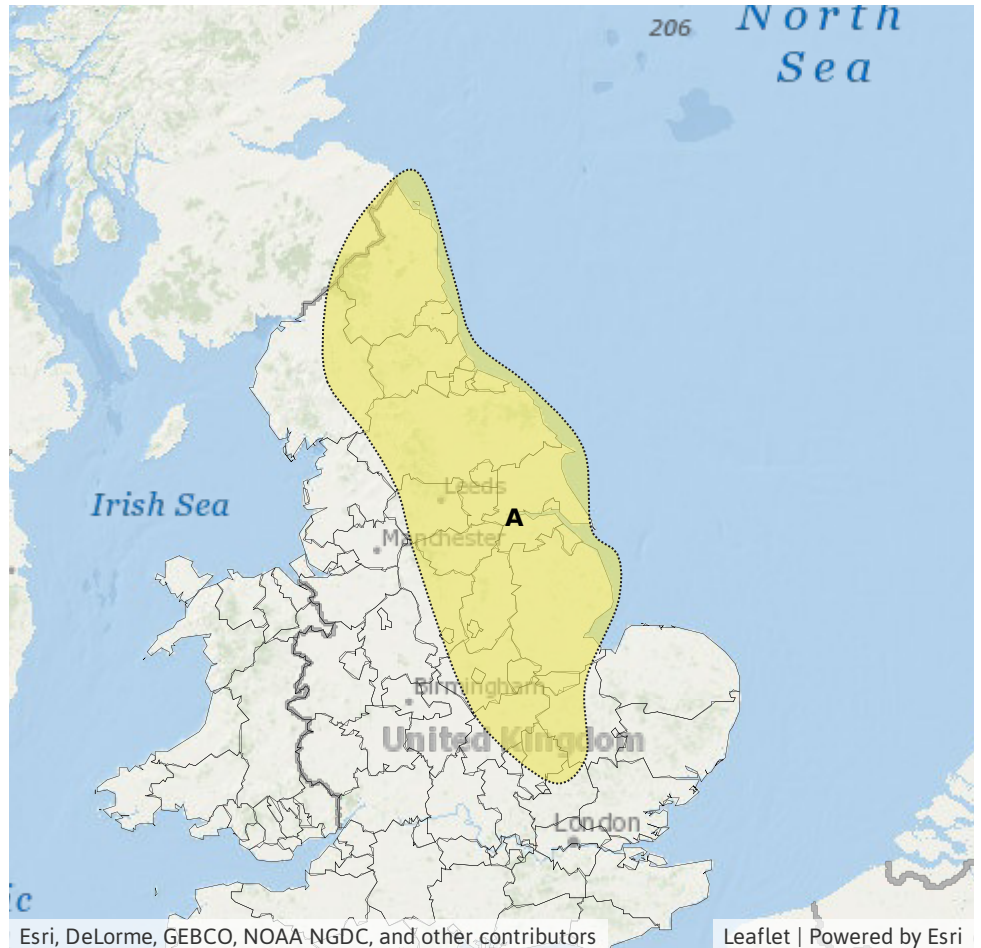 206
North
Sea
Irish Sea
Leeds
A
Manchester
Birmingham
United Kingdom
London
ic
Esri, DeLorme, GEBCO, NOAA NGDC, and other contributors
Leaflet | Powered by Esri